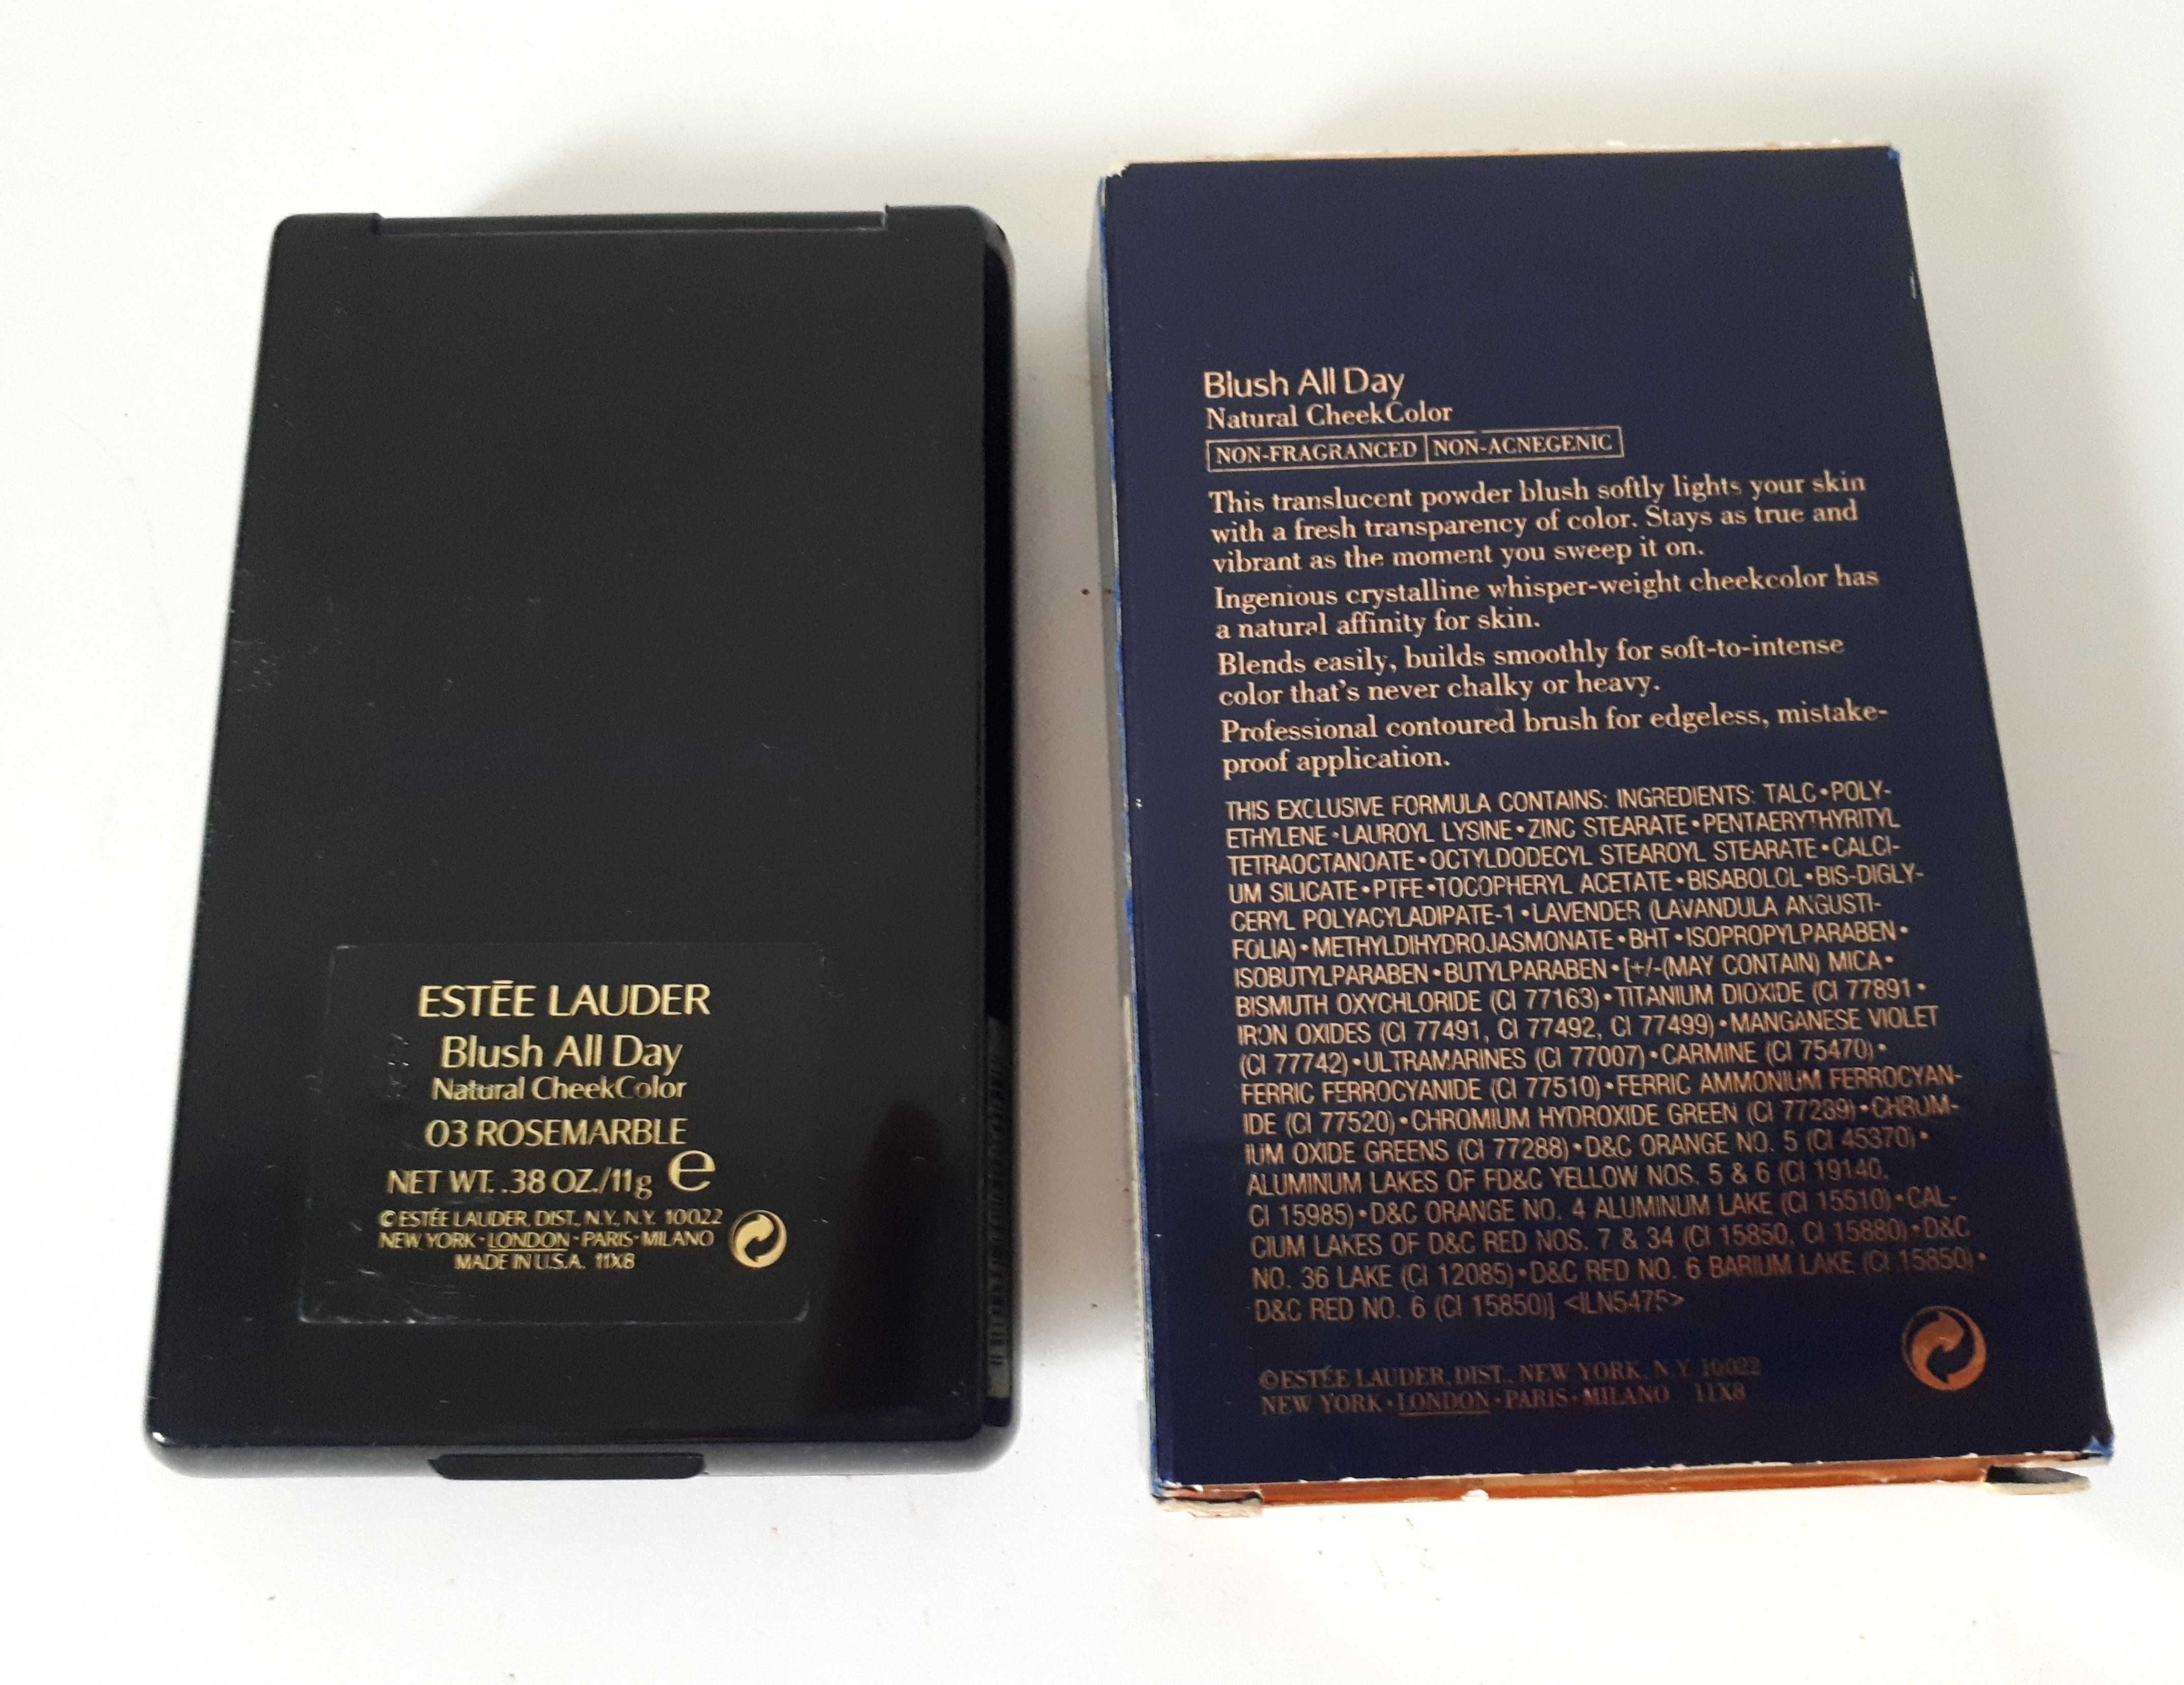 ESTĒE LAUDER
Blush All Day
Natural CheekColor
03 ROSEMARBLE
NET WT. .38 OZ./11g e
©ESTÉE LAUDER, DIST., N.Y., N.Y. 10022
NEW YORK · LONDON · PARIS · MILANO
MADE IN U.S.A. 11X8
Blush All Day
Natural CheekColor
NON-FRAGRANCED NON-ACNEGENIC
This translucent powder blush softly lights your skin
with a fresh transparency of color. Stays as true and
vibrant as the moment you sweep it on.
Ingenious crystalline whisper-weight cheekcolor has
a natural affinity for skin.
Blends easily, builds smoothly for soft-to-intense
color that's never chalky or heavy.
Professional contoured brush for edgeless, mistake-
proof application.
THIS EXCLUSIVE FORMULA CONTAINS: INGREDIENTS: TALC • POLY-
ETHYLENE • LAUROYL LYSINE • ZINC STEARATE • PENTAERYTHYRITYL
TETRAOCTANOATE • OCTYLDODECYL STEAROYL STEARATE • CALCI-
UM SILICATE • PTFE • TOCOPHERYL ACETATE • BISABOLOL • BIS-DIGLY-
CERYL POLYACYLADIPATE-1 • LAVENDER (LAVANDULA ANGUSTI-
FOLIA) • METHYLDIHYDROJASMONATE • BHT • ISOPROPYLPARABEN •
ISOBUTYLPARABEN • BUTYLPARABEN • [+/-(MAY CONTAIN) MICA •
BISMUTH OXYCHLORIDE (CI 77163) • TITANIUM DIOXIDE (CI 77891 •
IRON OXIDES (CI 77491, CI 77492, CI 77499) • MANGANESE VIOLET
(CI 77742) • ULTRAMARINES (CI 77007) • CARMINE (CI 75470) •
FERRIC FERROCYANIDE (CI 77510) • FERRIC AMMONIUM FERROCYAN-
IDE (CI 77520) • CHROMIUM HYDROXIDE GREEN (CI 77289) • CHROM-
IUM OXIDE GREENS (CI 77288) • D&C ORANGE NO. 5 (CI 45370) •
ALUMINUM LAKES OF FD&C YELLOW NOS. 5 & 6 (CI 19140,
CI 15985) • D&C ORANGE NO. 4 ALUMINUM LAKE (CI 15510) • CAL-
CIUM LAKES OF D&C RED NOS. 7 & 34 (CI 15850, CI 15880) • D&C
NO. 36 LAKE (CI 12085) • D&C RED NO. 6 BARIUM LAKE (CI 15850) •
D&C RED NO. 6 (CI 15850)] <ILN5475>
©ESTÉE LAUDER, DIST., NEW YORK, N.Y. 10022
NEW YORK · LONDON · PARIS · MILANO 11X8